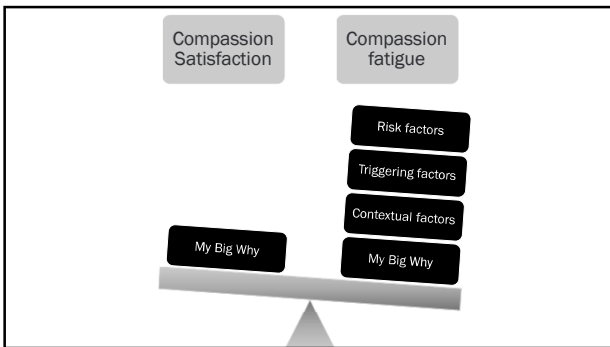 Compassion
Satisfaction
Compassion
fatigue
Risk factors
Triggering factors
Contextual factors
My Big Why
My Big Why